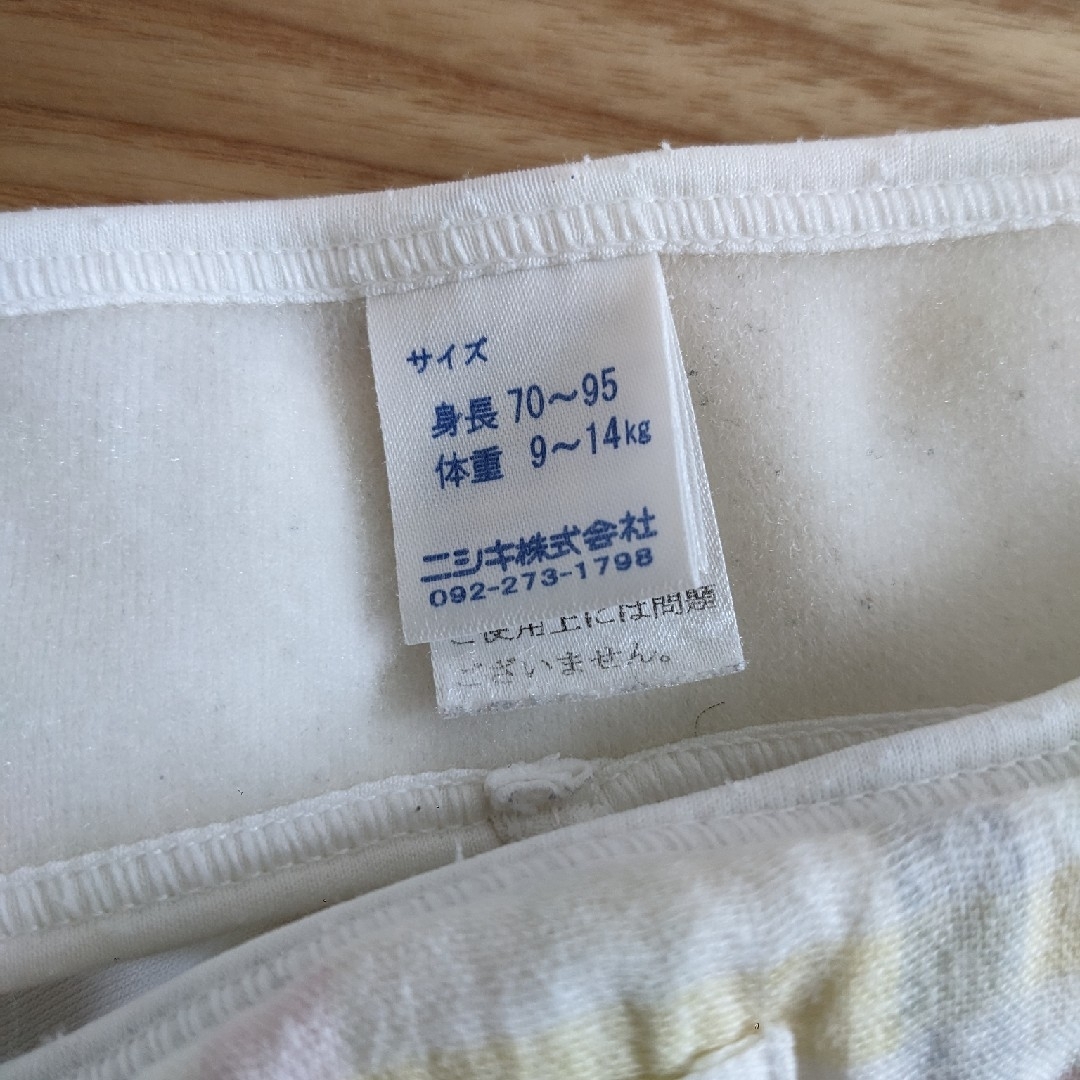 サイズ
身長 70〜95
体重 9〜14kg
ニシキ株式会社
092-273-1798
ご使用上には問題
ございません。